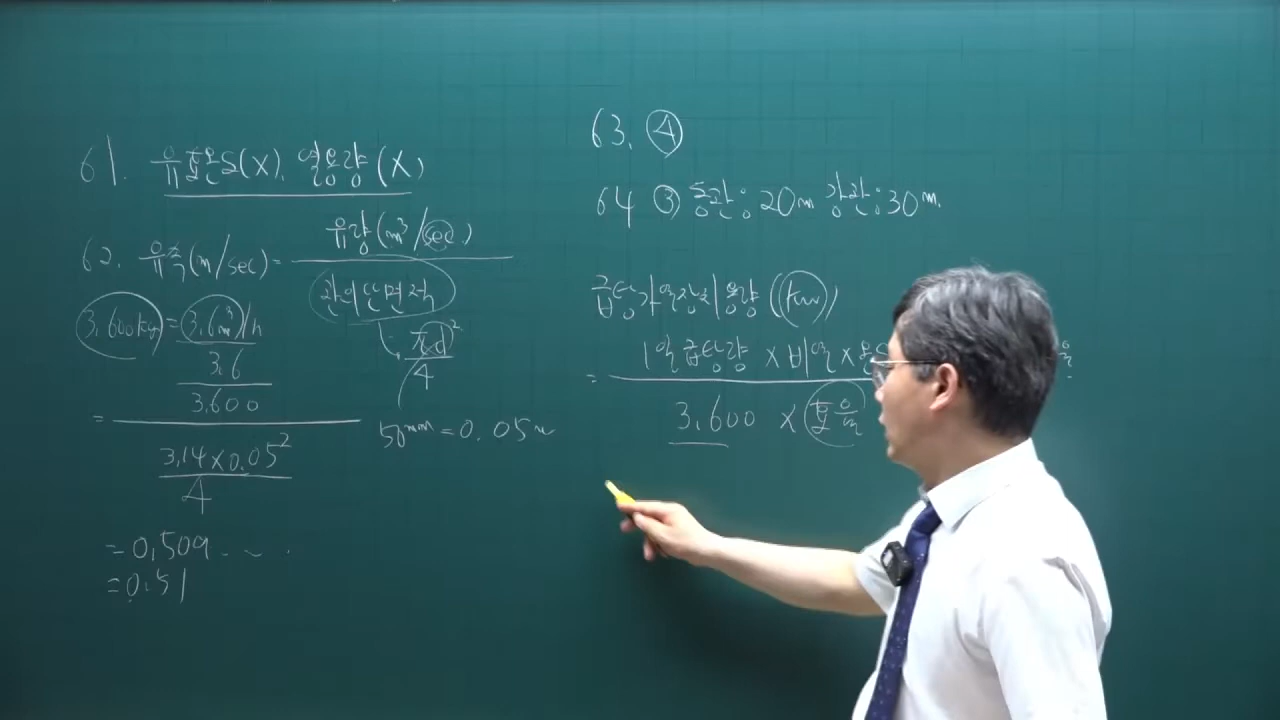 61. 유효온도(X). 열용량(X)
62. 유속(m/sec) =
유량(m³/sec)
관의단면적
πd²
4
3.600kg = 3.6m³/h
3.6
3.600
=
3.14×0.05²
4
50mm = 0.05m
= 0.509
= 0.51
63. ④
64 ③ 동관; 20m 강관; 30m.
급탕가열장치용량(kw)
= 1일급탕량 × 비열 ×
3.600 × 효율